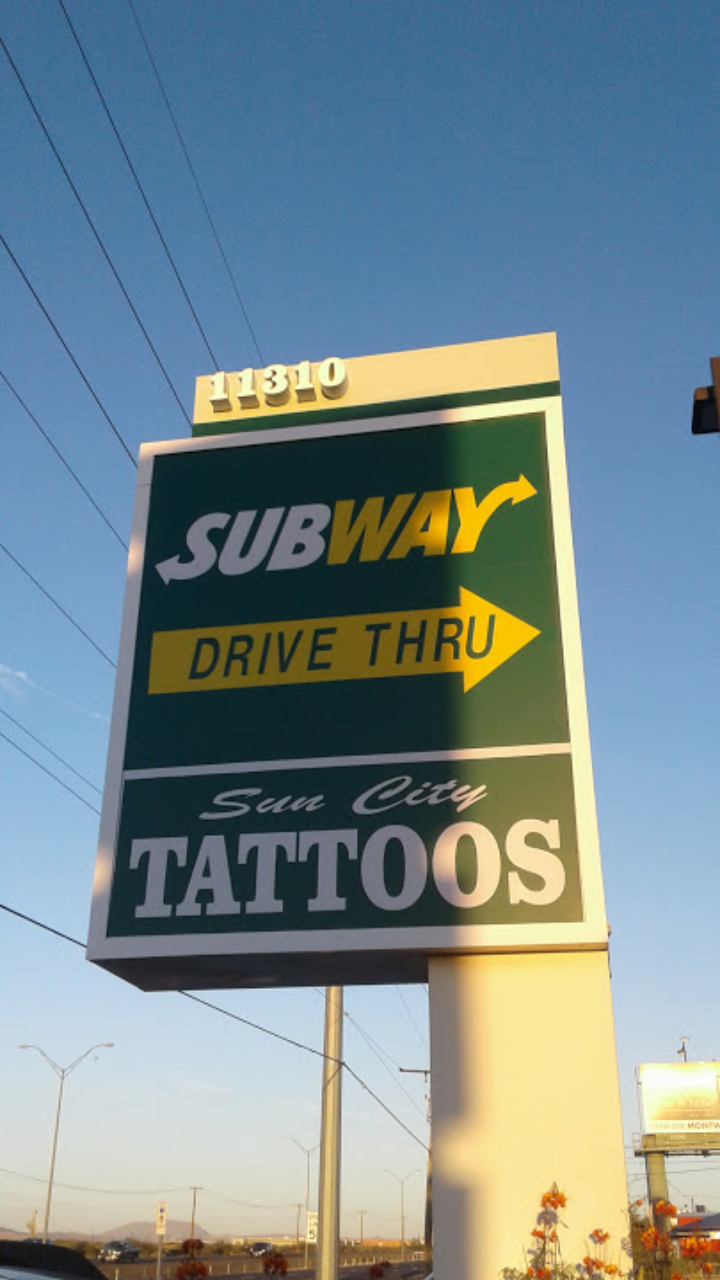 11310
SUBWAY
DRIVE THRU
Sun City
TATTOOS